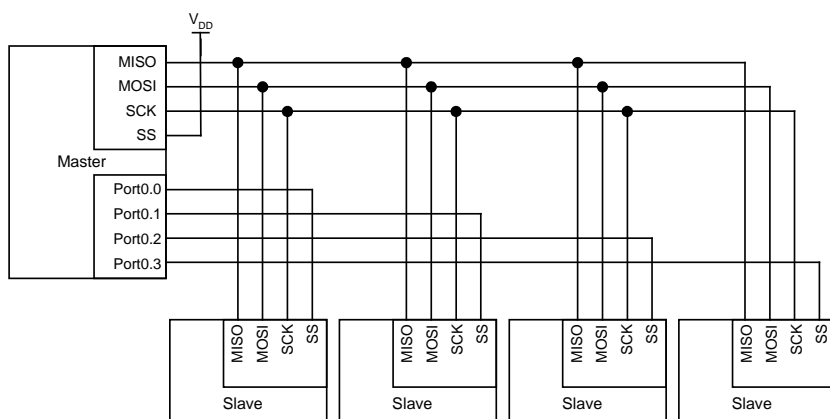 VDD
MISO
MOSI
SCK
SS
Master
Port0.0
Port0.1
Port0.2
Port0.3
MISO
MOSI
SCK
SS
Slave
MISO
MOSI
SCK
SS
Slave
MISO
MOSI
SCK
SS
Slave
MISO
MOSI
SCK
SS
Slave